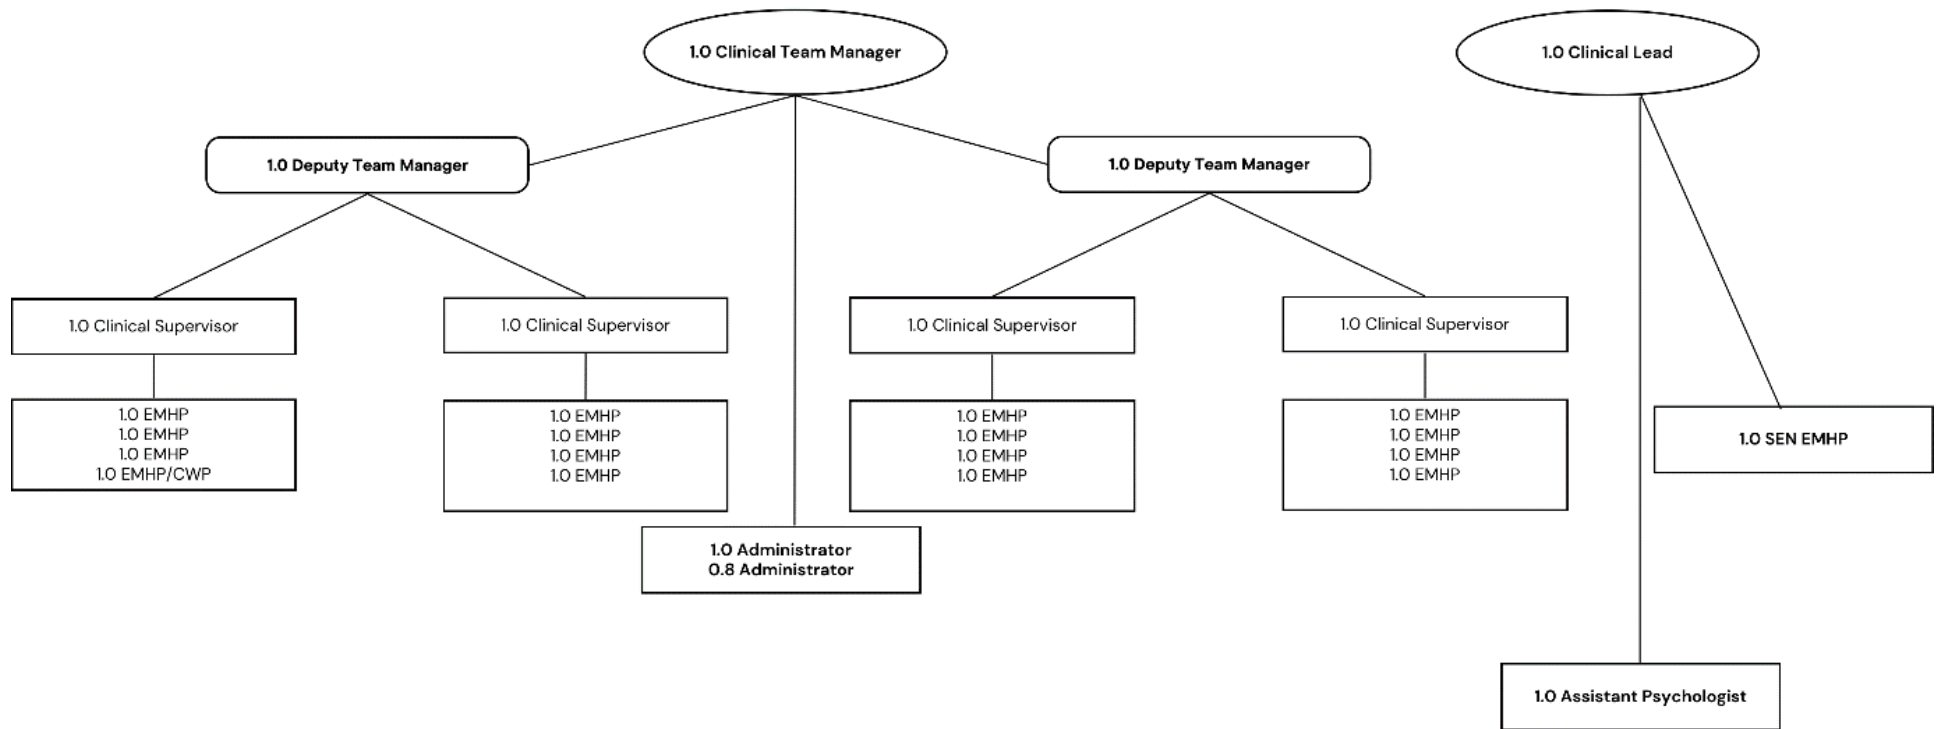 1.0 Clinical Team Manager
1.0 Clinical Lead
1.0 Deputy Team Manager
1.0 Deputy Team Manager
1.0 Clinical Supervisor
1.0 Clinical Supervisor
1.0 Clinical Supervisor
1.0 Clinical Supervisor
1.0 EMHP
1.0 EMHP
1.0 EMHP
1.0 EMHP/CWP
1.0 EMHP
1.0 EMHP
1.0 EMHP
1.0 EMHP
1.0 EMHP
1.0 EMHP
1.0 EMHP
1.0 EMHP
1.0 EMHP
1.0 EMHP
1.0 EMHP
1.0 EMHP
1.0 SEN EMHP
1.0 Administrator
0.8 Administrator
1.0 Assistant Psychologist